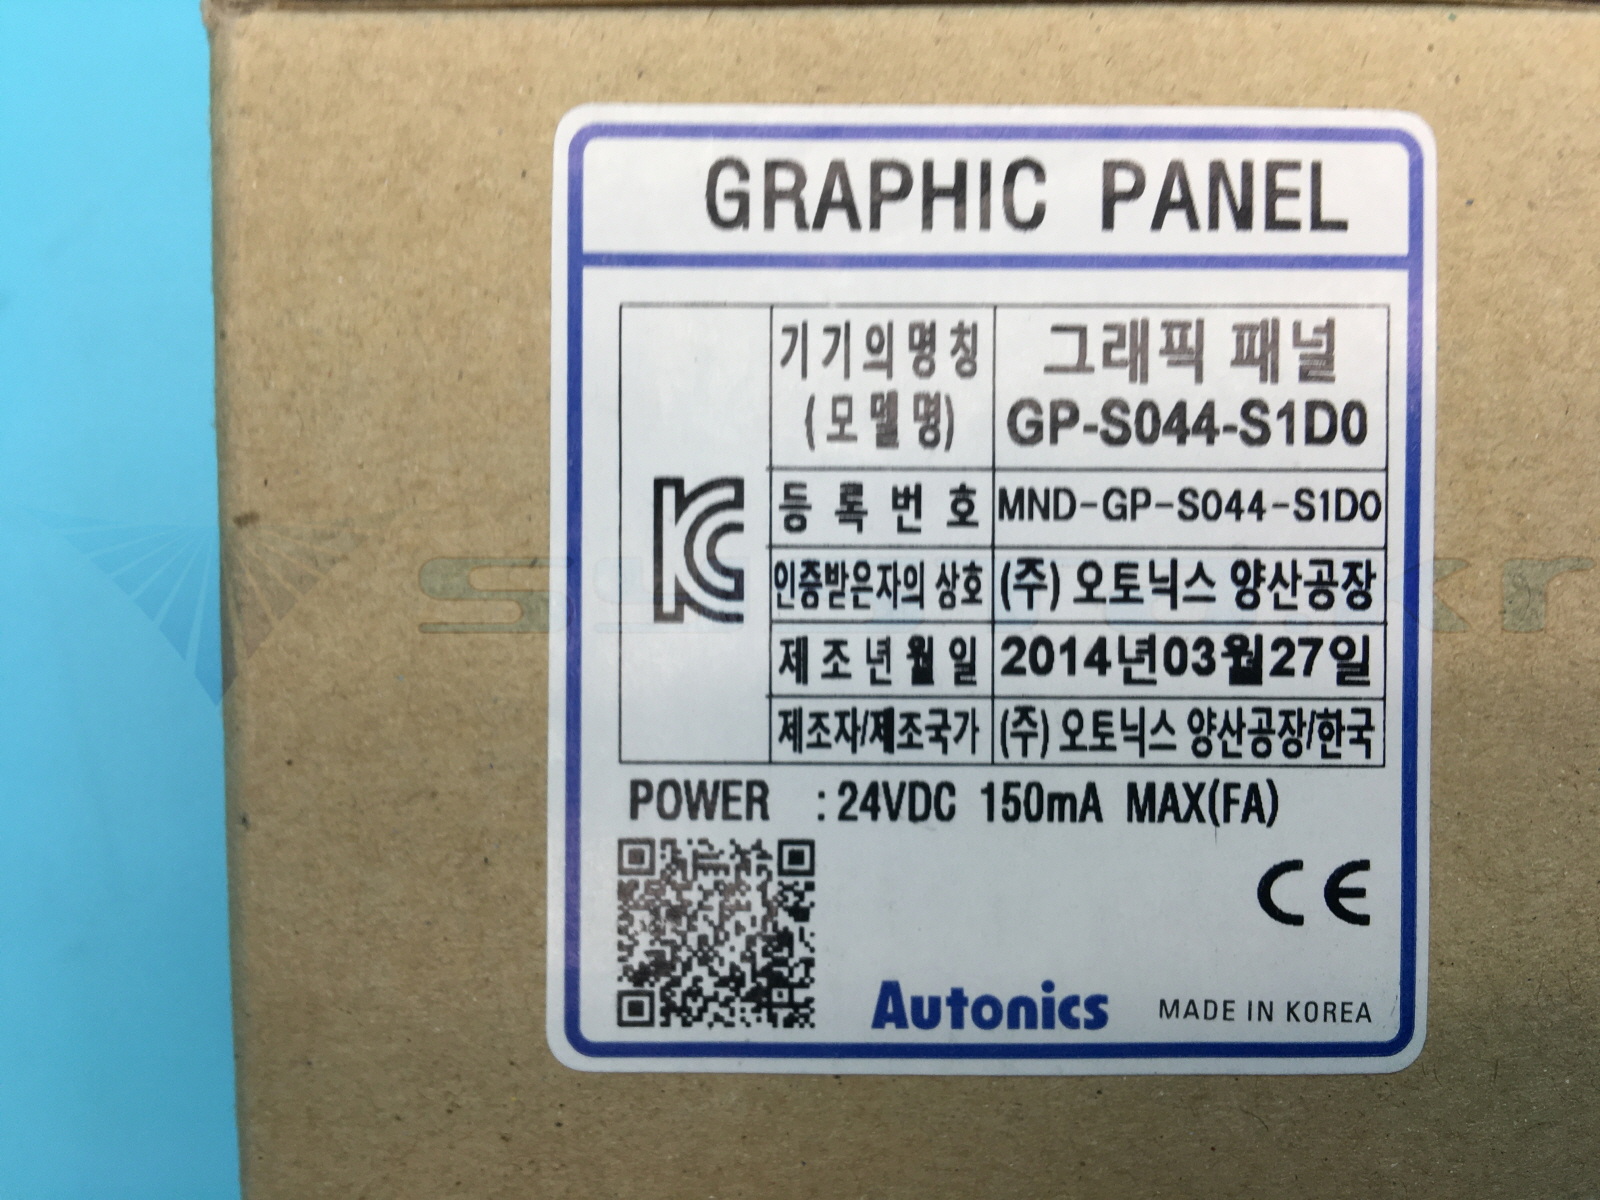 GRAPHIC PANEL
기기의명칭 그래픽 패널
(모델명) GP-S044-S1D0
등록번호 MND-GP-S044-S1D0
인증받은자의 상호 (주) 오토닉스 양산공장
제조년월일 2014년03월27일
제조자/제조국가 (주) 오토닉스 양산공장/한국
POWER : 24VDC 150mA MAX(FA)
CE
Autonics MADE IN KOREA